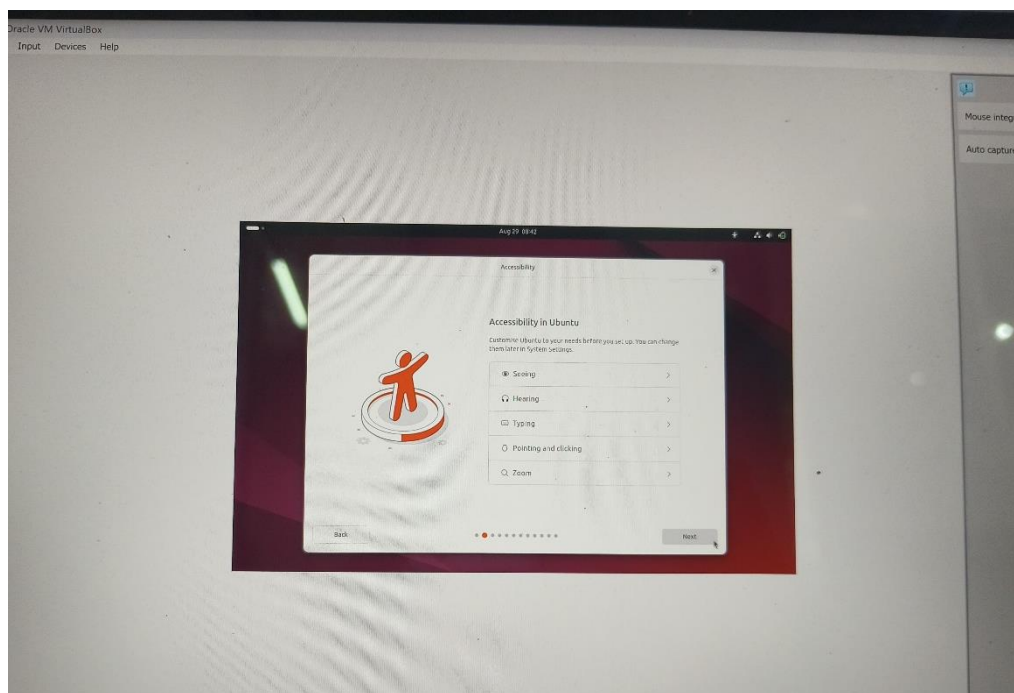 Oracle VM VirtualBox
Input Devices Help
Mouse integ
Auto captur
Aug 29 08:42
Accessibility
Accessibility in Ubuntu
Customise Ubuntu to your needs before you set up. You can change
them later in System Settings.
Seeing
Hearing
Typing
Pointing and clicking
Zoom
Back
Next